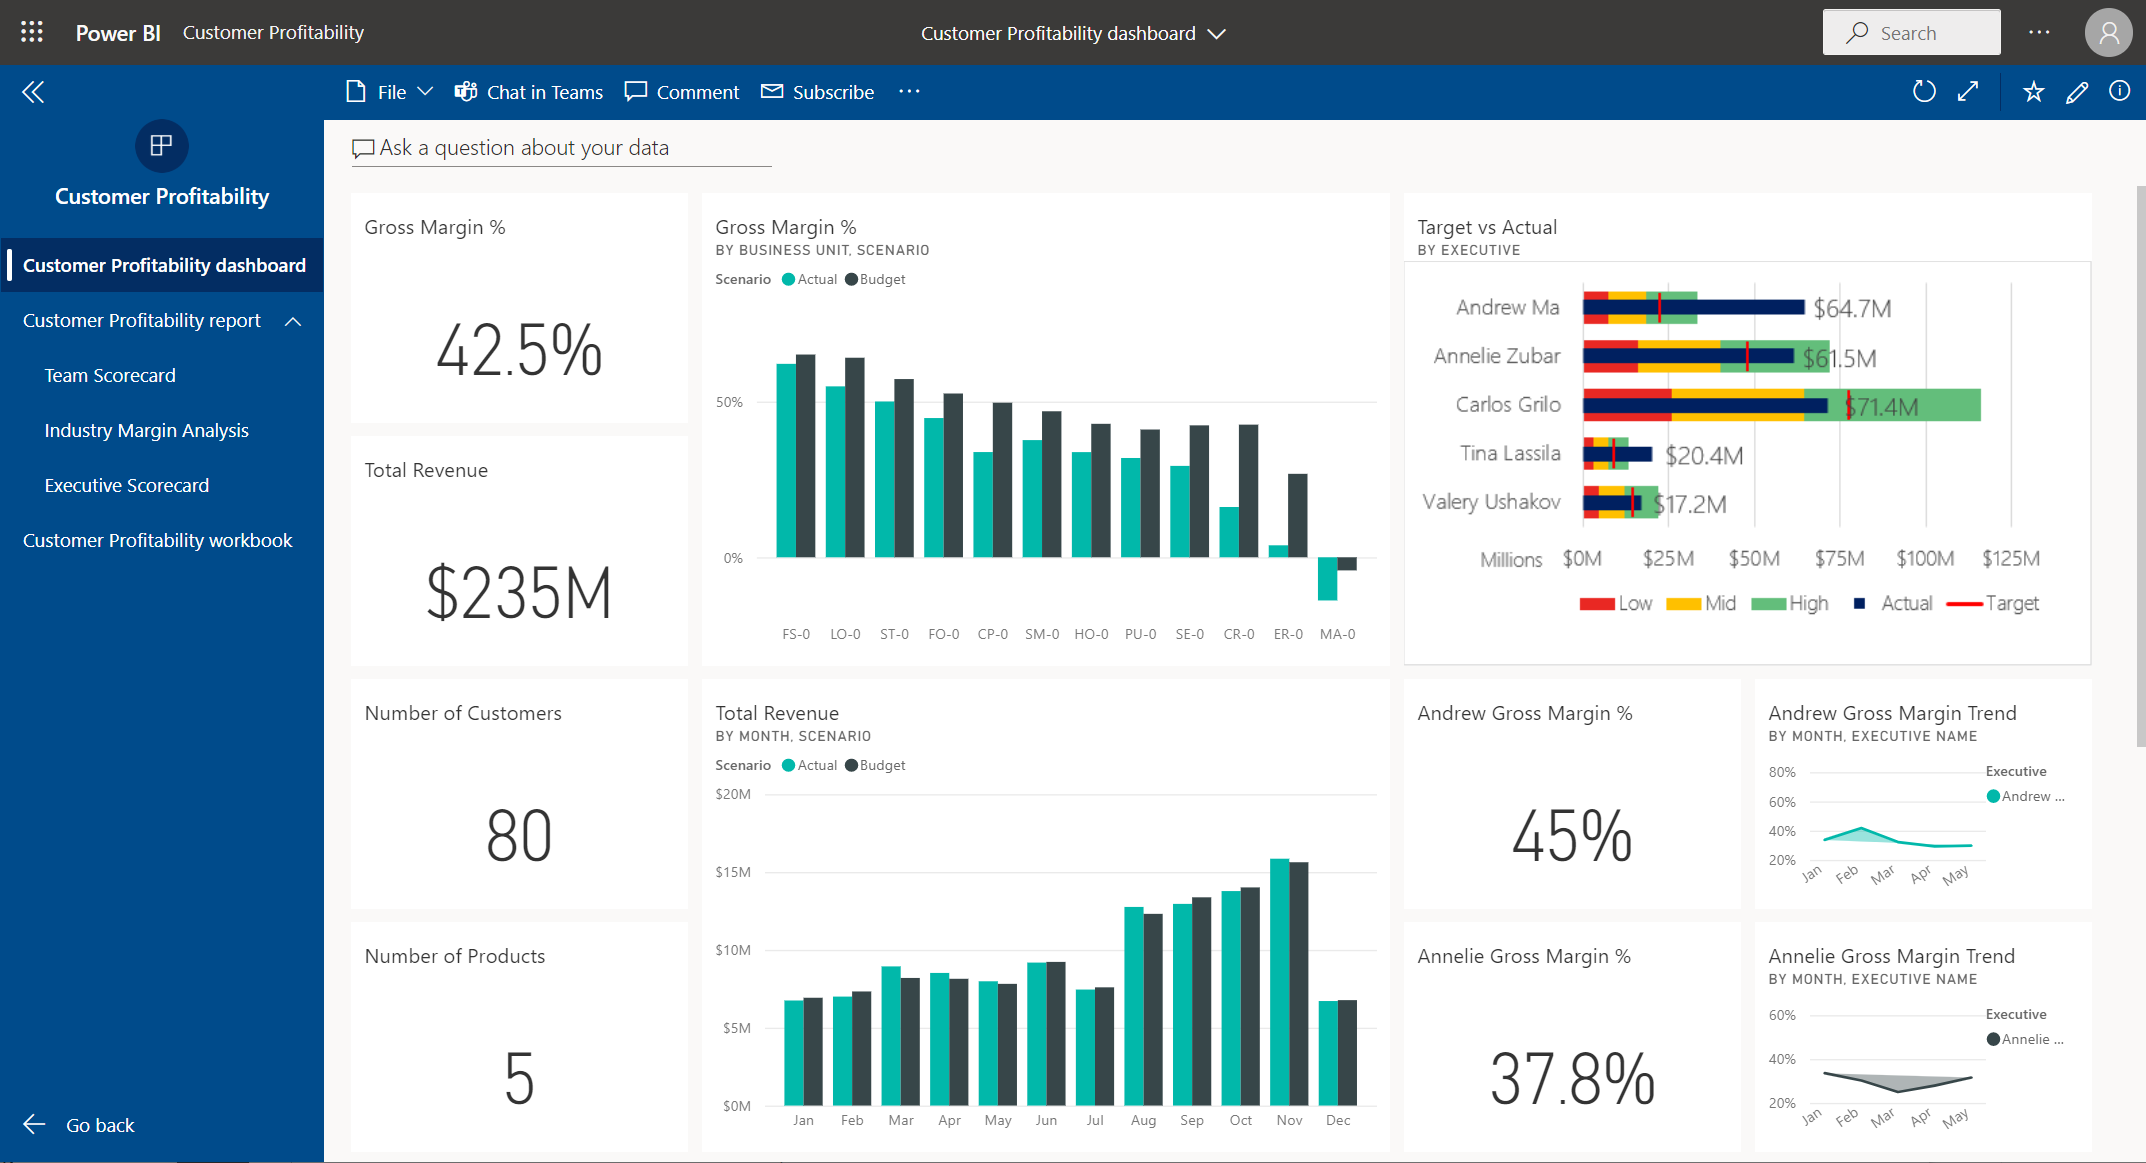 Power BI Customer Profitability
Customer Profitability dashboard
Search
File
Chat in Teams
Comment
Subscribe
Customer Profitability
Customer Profitability dashboard
Customer Profitability report
Team Scorecard
Industry Margin Analysis
Executive Scorecard
Customer Profitability workbook
Go back
Ask a question about your data
Gross Margin %
42.5%
Total Revenue
$235M
Number of Customers
80
Number of Products
5
Gross Margin %
BY BUSINESS UNIT, SCENARIO
Scenario Actual Budget
50%
0%
FS-0 LO-0 ST-0 FO-0 CP-0 SM-0 HO-0 PU-0 SE-0 CR-0 ER-0 MA-0
Total Revenue
BY MONTH, SCENARIO
Scenario Actual Budget
$20M
$15M
$10M
$5M
$0M
Jan Feb Mar Apr May Jun Jul Aug Sep Oct Nov Dec
Target vs Actual
BY EXECUTIVE
Andrew Ma $64.7M
Annelie Zubar $61.5M
Carlos Grilo $71.4M
Tina Lassila $20.4M
Valery Ushakov $17.2M
Millions $0M $25M $50M $75M $100M $125M
Low Mid High Actual Target
Andrew Gross Margin %
45%
Andrew Gross Margin Trend
BY MONTH, EXECUTIVE NAME
80%
60%
40%
20%
Jan Feb Mar Apr May
Executive
Andrew ...
Annelie Gross Margin %
37.8%
Annelie Gross Margin Trend
BY MONTH, EXECUTIVE NAME
60%
40%
20%
Jan Feb Mar Apr May
Executive
Annelie ...